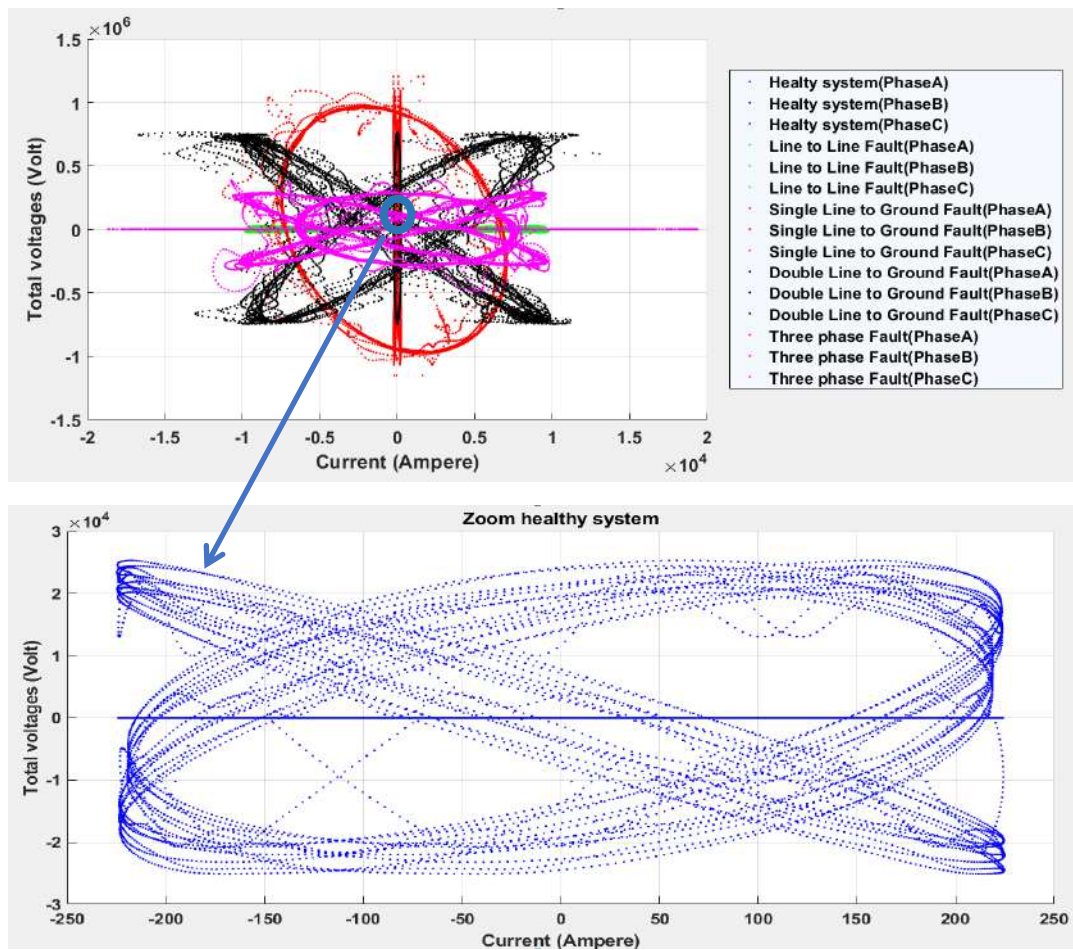 ×10⁶
1.5
1
0.5
0
-0.5
-1
-1.5
-2 -1.5 -1 -0.5 0 0.5 1 1.5 2
×10⁴
Total voltages (Volt)
Current (Ampere)
Healty system(PhaseA)
Healty system(PhaseB)
Healty system(PhaseC)
Line to Line Fault(PhaseA)
Line to Line Fault(PhaseB)
Line to Line Fault(PhaseC)
Single Line to Ground Fault(PhaseA)
Single Line to Ground Fault(PhaseB)
Single Line to Ground Fault(PhaseC)
Double Line to Ground Fault(PhaseA)
Double Line to Ground Fault(PhaseB)
Double Line to Ground Fault(PhaseC)
Three phase Fault(PhaseA)
Three phase Fault(PhaseB)
Three phase Fault(PhaseC)
Zoom healthy system
×10⁴
3
2
1
0
-1
-2
-3
-250 -200 -150 -100 -50 0 50 100 150 200 250
Total voltages (Volt)
Current (Ampere)